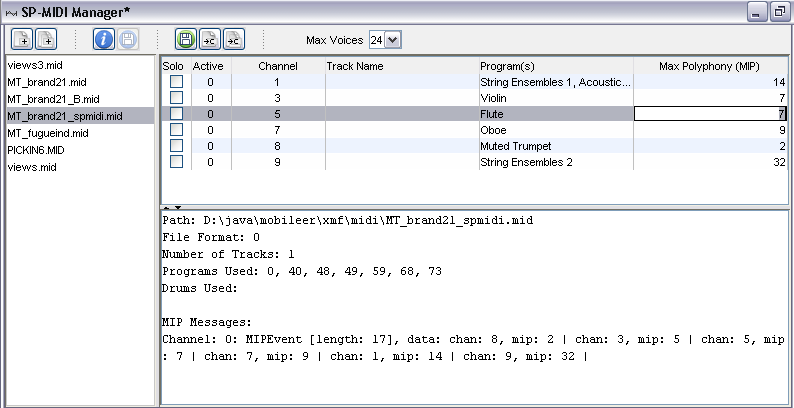 SP-MIDI Manager*
Max Voices 24
Solo Active Channel Track Name Program(s) Max Polyphony (MIP)
0 1 String Ensembles 1, Acoustic... 14
0 3 Violin 7
0 5 Flute 7
0 7 Oboe 9
0 8 Muted Trumpet 2
0 9 String Ensembles 2 32
views3.mid
MT_brand21.mid
MT_brand21_B.mid
MT_brand21_spmidi.mid
MT_fugueind.mid
PICKIN6.MID
views.mid
Path: D:\java\mobileer\xmf\midi\MT_brand21_spmidi.mid
File Format: 0
Number of Tracks: 1
Programs Used: 0, 40, 48, 49, 59, 68, 73
Drums Used:
MIP Messages:
Channel: 0: MIPEvent [length: 17], data: chan: 8, mip: 2 | chan: 3, mip: 5 | chan: 5, mip
: 7 | chan: 7, mip: 9 | chan: 1, mip: 14 | chan: 9, mip: 32 |